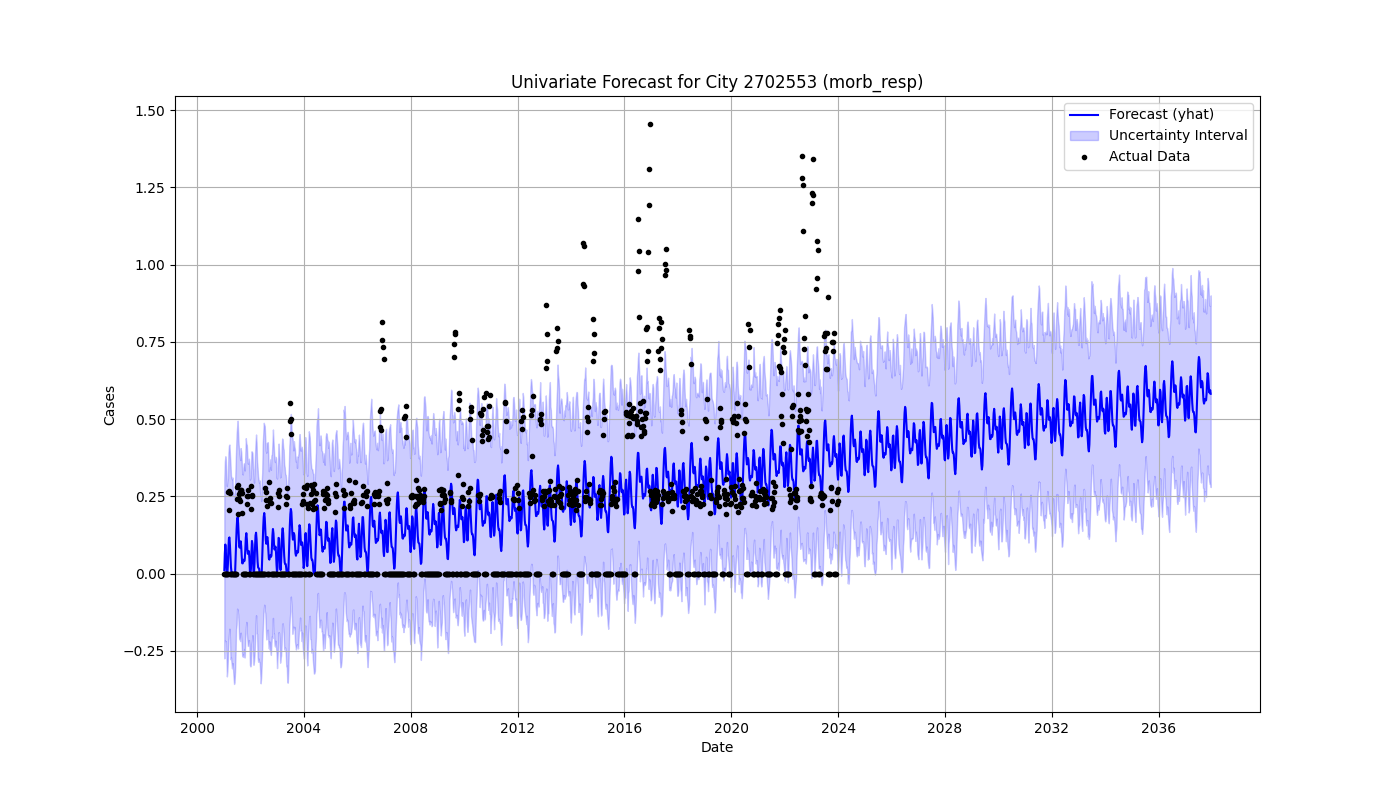 Univariate Forecast for City 2702553 (morb_resp)
Forecast (yhat)
Uncertainty Interval
Actual Data
1.50
1.25
1.00
0.75
0.50
0.25
0.00
−0.25
Cases
2000 2004 2008 2012 2016 2020 2024 2028 2032 2036
Date